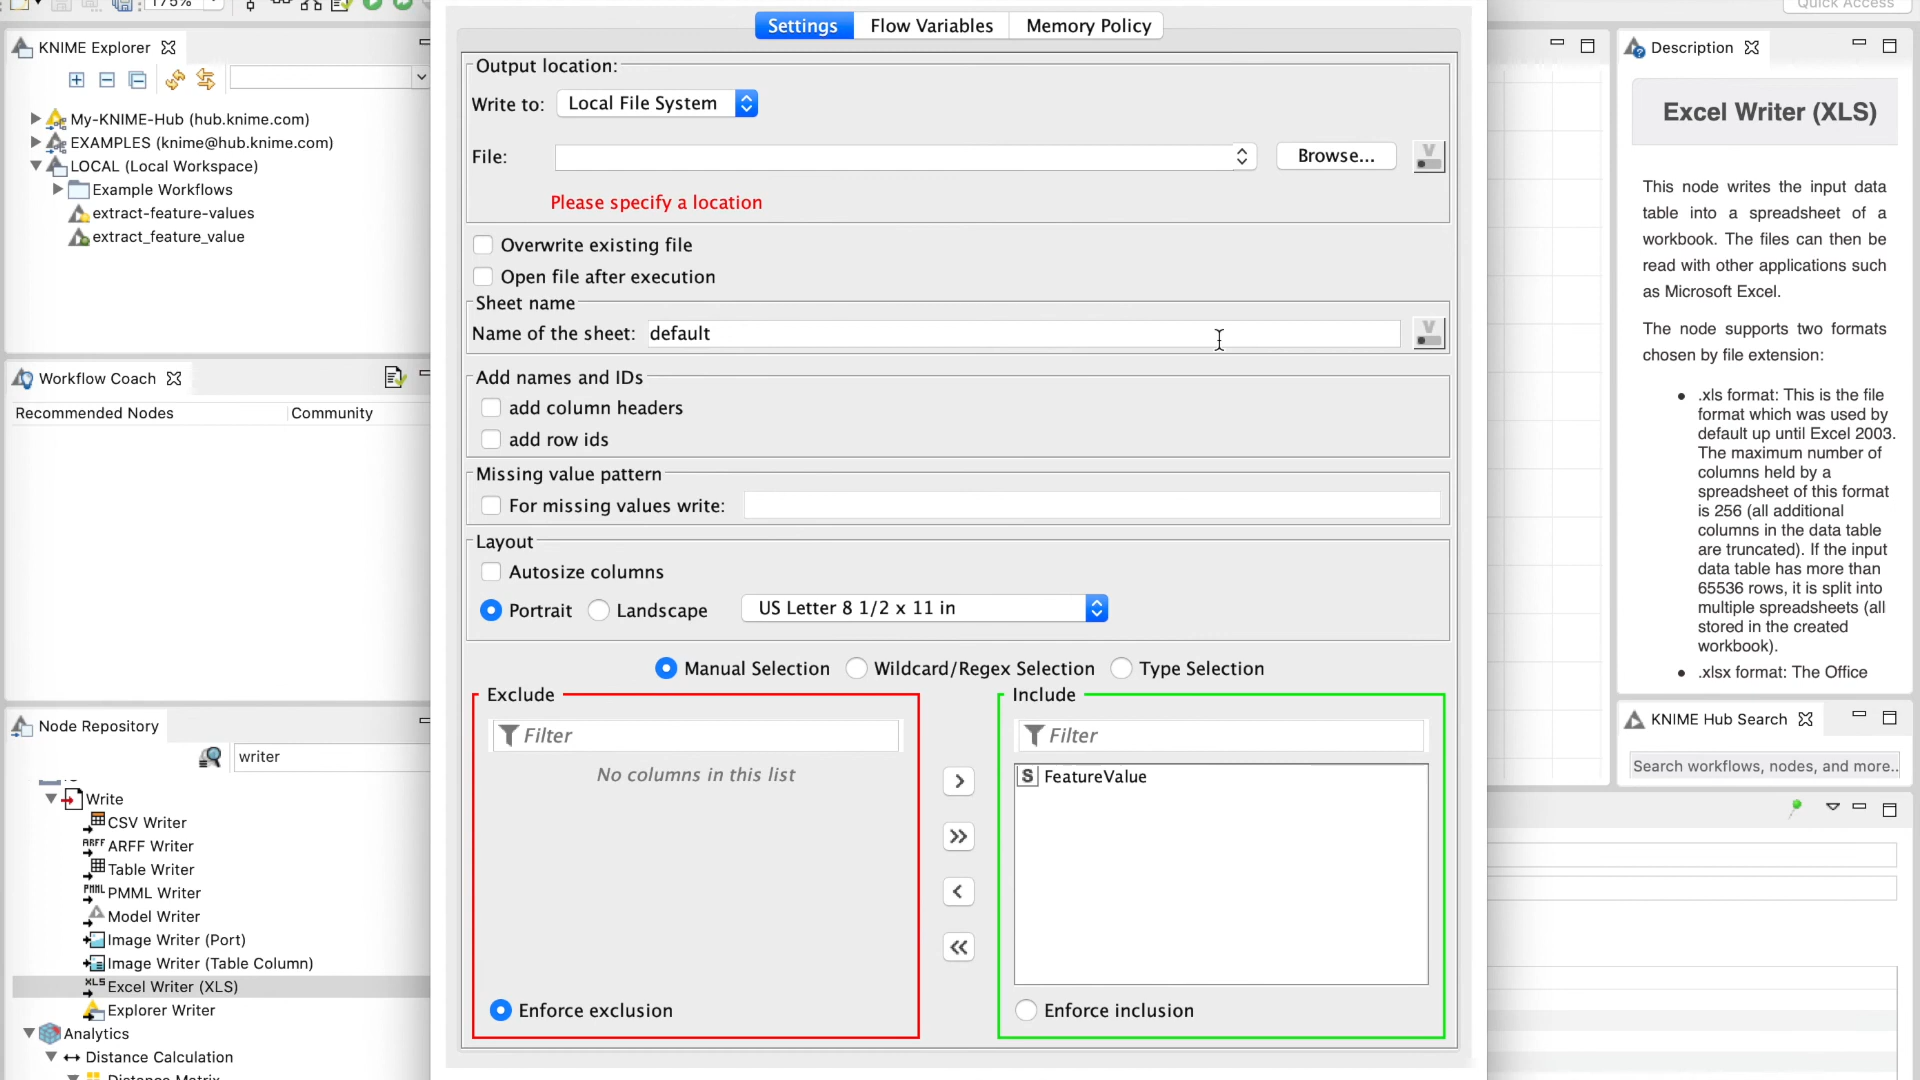 175%
Quick Access
KNIME Explorer
My-KNIME-Hub (hub.knime.com)
EXAMPLES (knime@hub.knime.com)
LOCAL (Local Workspace)
Example Workflows
extract-feature-values
extract_feature_value
Workflow Coach
Recommended Nodes
Community
Node Repository
writer
Write
CSV Writer
ARFF
ARFF Writer
Table Writer
PMML
PMML Writer
Model Writer
Image Writer (Port)
Image Writer (Table Column)
XLS
Excel Writer (XLS)
Explorer Writer
Analytics
Distance Calculation
Distance Matrix
Settings
Flow Variables
Memory Policy
Output location:
Write to:
Local File System
File:
Browse...
V
Please specify a location
Overwrite existing file
Open file after execution
Sheet name
Name of the sheet:
default
V
Add names and IDs
add column headers
add row ids
Missing value pattern
For missing values write:
Layout
Autosize columns
Portrait
Landscape
US Letter 8 1/2 x 11 in
Manual Selection
Wildcard/Regex Selection
Type Selection
Exclude
Filter
No columns in this list
Enforce exclusion
Include
Filter
S FeatureValue
Enforce inclusion
Description
Excel Writer (XLS)
This node writes the input data
table into a spreadsheet of a
workbook. The files can then be
read with other applications such
as Microsoft Excel.
The node supports two formats
chosen by file extension:
• .xls format: This is the file
format which was used by
default up until Excel 2003.
The maximum number of
columns held by a
spreadsheet of this format
is 256 (all additional
columns in the data table
are truncated). If the input
data table has more than
65536 rows, it is split into
multiple spreadsheets (all
stored in the created
workbook).
• .xlsx format: The Office
KNIME Hub Search
Search workflows, nodes, and more..